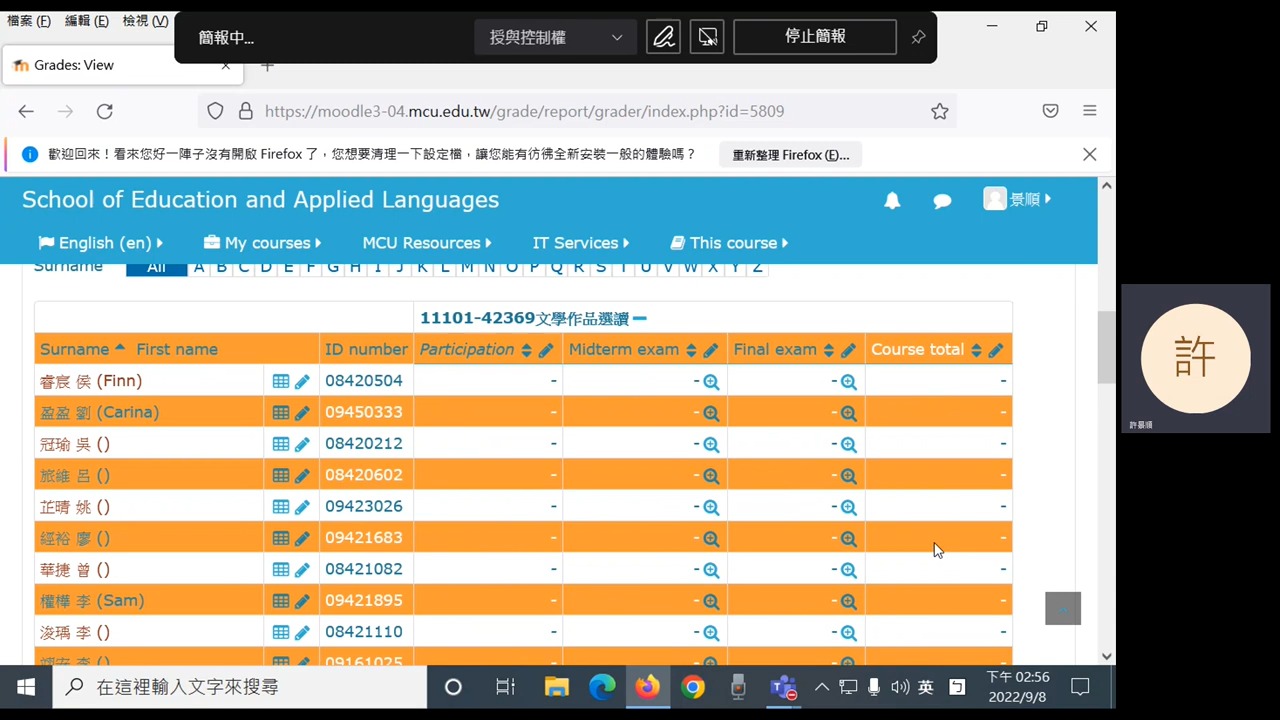 檔案 (F) 編輯 (E) 檢視 (V)
簡報中...
授與控制權
停止簡報
Grades: View
https://moodle3-04.mcu.edu.tw/grade/report/grader/index.php?id=5809
歡迎回來！看來您好一陣子沒有開啟 Firefox 了，您想要清理一下設定檔，讓您能有彷彿全新安裝一般的體驗嗎？ 重新整理 Firefox (E)...
School of Education and Applied Languages
景順
English (en) My courses MCU Resources IT Services This course
Surname All A B C D E F G H I J K L M N O P Q R S T U V W X Y Z
11101-42369文學作品選讀
Surname First name ID number Participation Midterm exam Final exam Course total
睿宸 侯 (Finn) 08420504 - - - -
盈盈 劉 (Carina) 09450333 - - - -
冠瑜 吳 () 08420212 - - - -
旅維 呂 () 08420602 - - - -
芷晴 姚 () 09423026 - - - -
經裕 廖 () 09421683 - - - -
華捷 曾 () 08421082 - - - -
權樺 李 (Sam) 09421895 - - - -
浚瑀 李 () 08421110 - - - -
李 () 09161025
許
許景順
在這裡輸入文字來搜尋
英
下午 02:56
2022/9/8